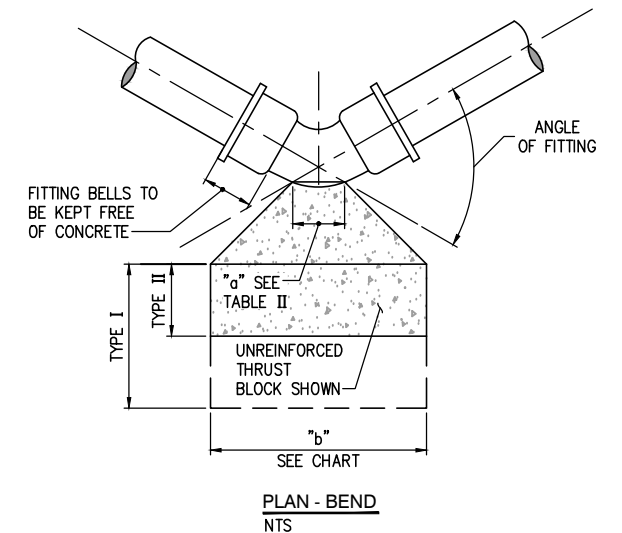 ANGLE
OF FITTING
FITTING BELLS TO
BE KEPT FREE
OF CONCRETE
"a" SEE
TABLE II
TYPE II
TYPE I
UNREINFORCED
THRUST
BLOCK SHOWN
"b"
SEE CHART
PLAN - BEND
NTS